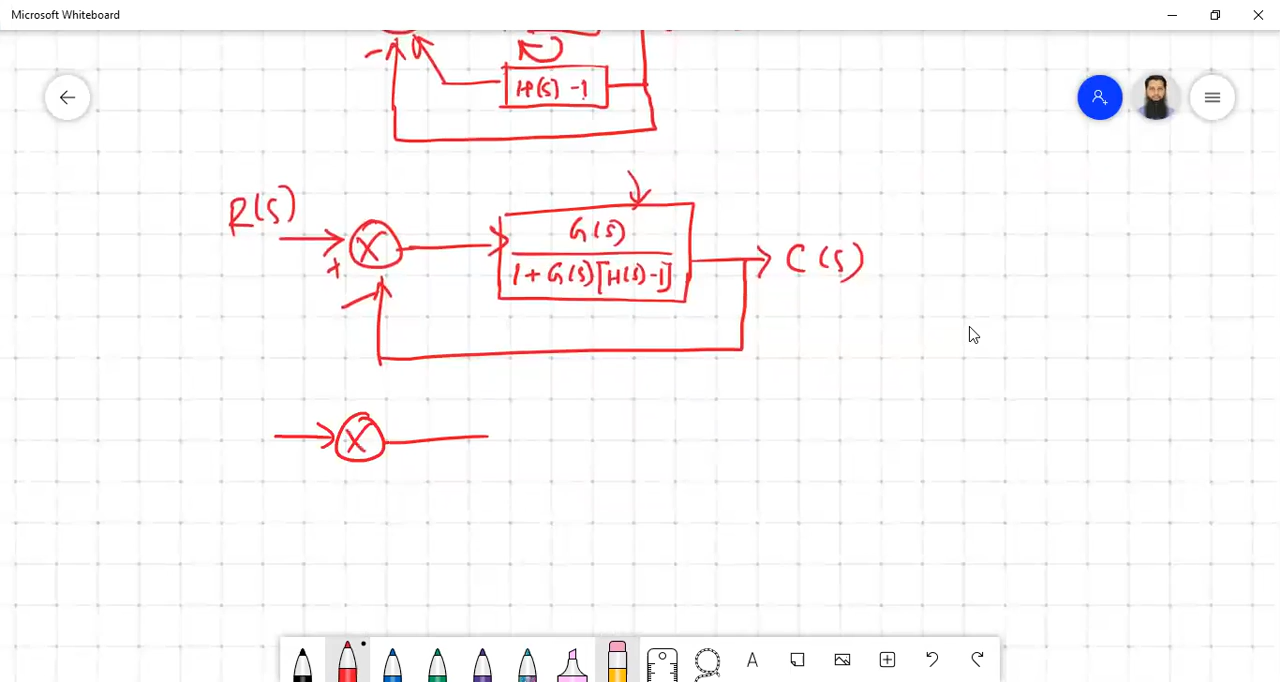 Microsoft Whiteboard
-
H(s) -1
R(s)
+
X
G(s)
1 + G(s)[H(s)-1]
C(s)
-
X
A